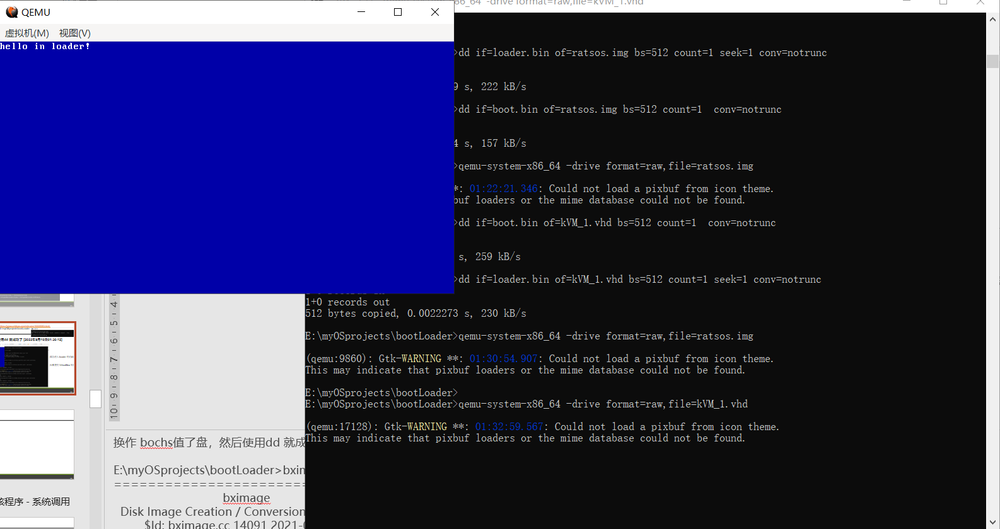 QEMU
虚拟机(M) 视图(V)
hello in loader!
-drive format=raw,file=kVM_1.vhd
>dd if=loader.bin of=ratsos.img bs=512 count=1 seek=1 conv=notrunc
9 s, 222 kB/s
>dd if=boot.bin of=ratsos.img bs=512 count=1  conv=notrunc
4 s, 157 kB/s
>qemu-system-x86_64 -drive format=raw,file=ratsos.img
*: 01:22:21.346: Could not load a pixbuf from icon theme.
buf loaders or the mime database could not be found.
>dd if=boot.bin of=kVM_1.vhd bs=512 count=1  conv=notrunc
s, 259 kB/s
>dd if=loader.bin of=kVM_1.vhd bs=512 count=1 seek=1 conv=notrunc
1+0 records out
512 bytes copied, 0.0022273 s, 230 kB/s
E:\myOSprojects\bootLoader>qemu-system-x86_64 -drive format=raw,file=ratsos.img
(qemu:9860): Gtk-WARNING **: 01:30:54.907: Could not load a pixbuf from icon theme.
This may indicate that pixbuf loaders or the mime database could not be found.
E:\myOSprojects\bootLoader>
E:\myOSprojects\bootLoader>qemu-system-x86_64 -drive format=raw,file=kVM_1.vhd
(qemu:17128): Gtk-WARNING **: 01:32:59.567: Could not load a pixbuf from icon theme.
This may indicate that pixbuf loaders or the mime database could not be found.
4
5
6
7
8
9
10
换作 bochs值了盘，然后使用dd 就成
E:\myOSprojects\bootLoader>bxim
========================
bximage
Disk Image Creation / Conversion
$Id: bximage.cc 14091 2021-
程序 - 系统调用